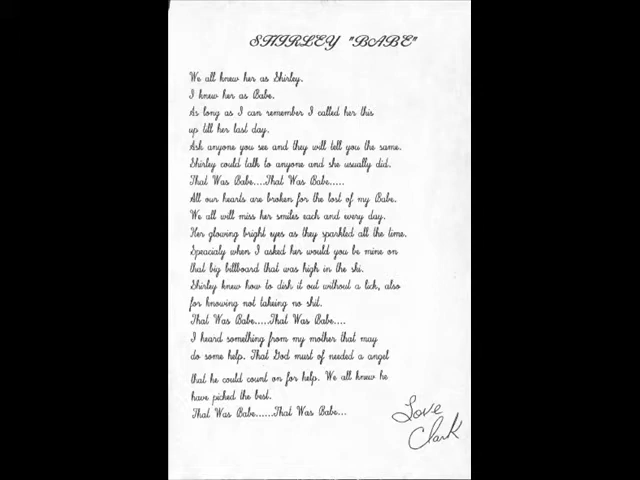 SHIRLEY "BABE"
We all knew her as Shirley.
I knew her as Babe.
As long as I can remember I called her this
up till her last day.
Ask anyone you see and they will tell you the same.
Shirley could talk to anyone and she usually did.
That Was Babe....That Was Babe.....
All our hearts are broken for the lost of my Babe.
We all will miss her smiles each and every day.
Her glowing bright eyes as they sparkled all the time.
Speacialy when I asked her would you be mine on
that big billboard that was high in the ski.
Shirley knew how to dish it out without a lick, also
for knowing not takeing no shit.
That Was Babe.....That Was Babe....
I heard something from my mother that may
do some help. That God must of needed a angel
that he could count on for help. We all knew he
have picked the best.
That Was Babe......That Was Babe...
Love
Clark